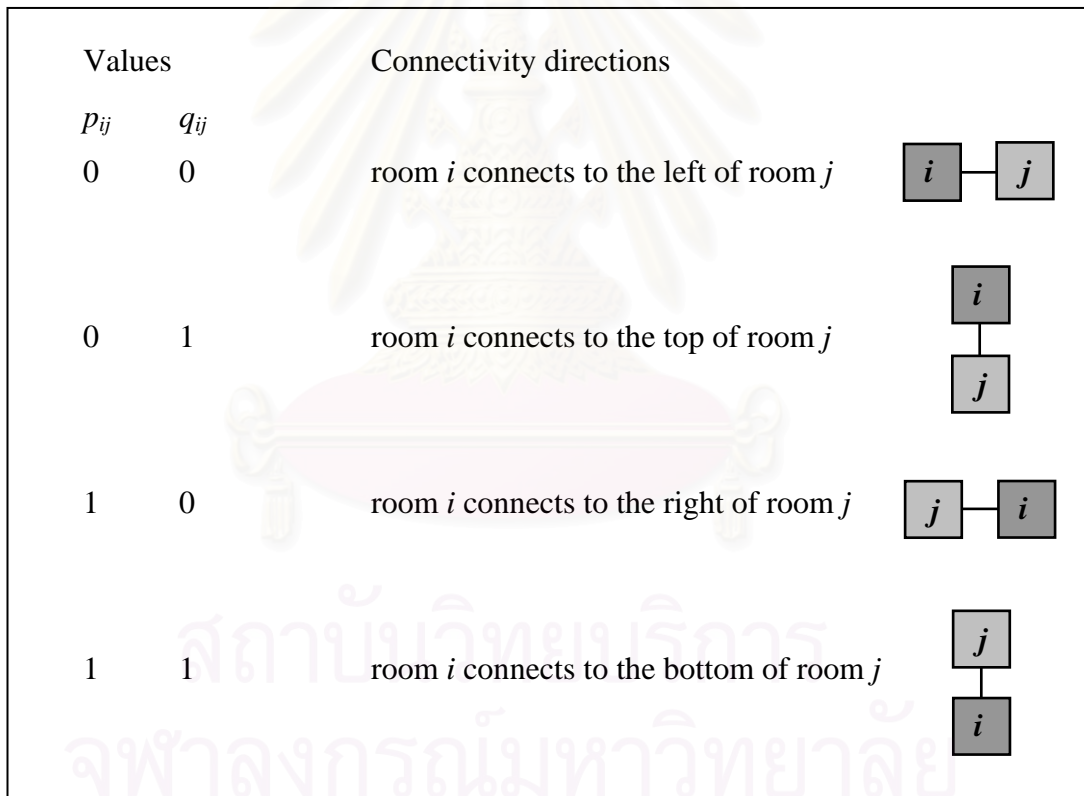 Values Connectivity directions
pij qij
0 0 room i connects to the left of room j i j
i
0 1 room i connects to the top of room j
j
1 0 room i connects to the right of room j j i
สถาบันวิทยบริการ
j
1 1 room i connects to the bottom of room j
i
จุฬาลงกรณ์มหาวิทยาลัย